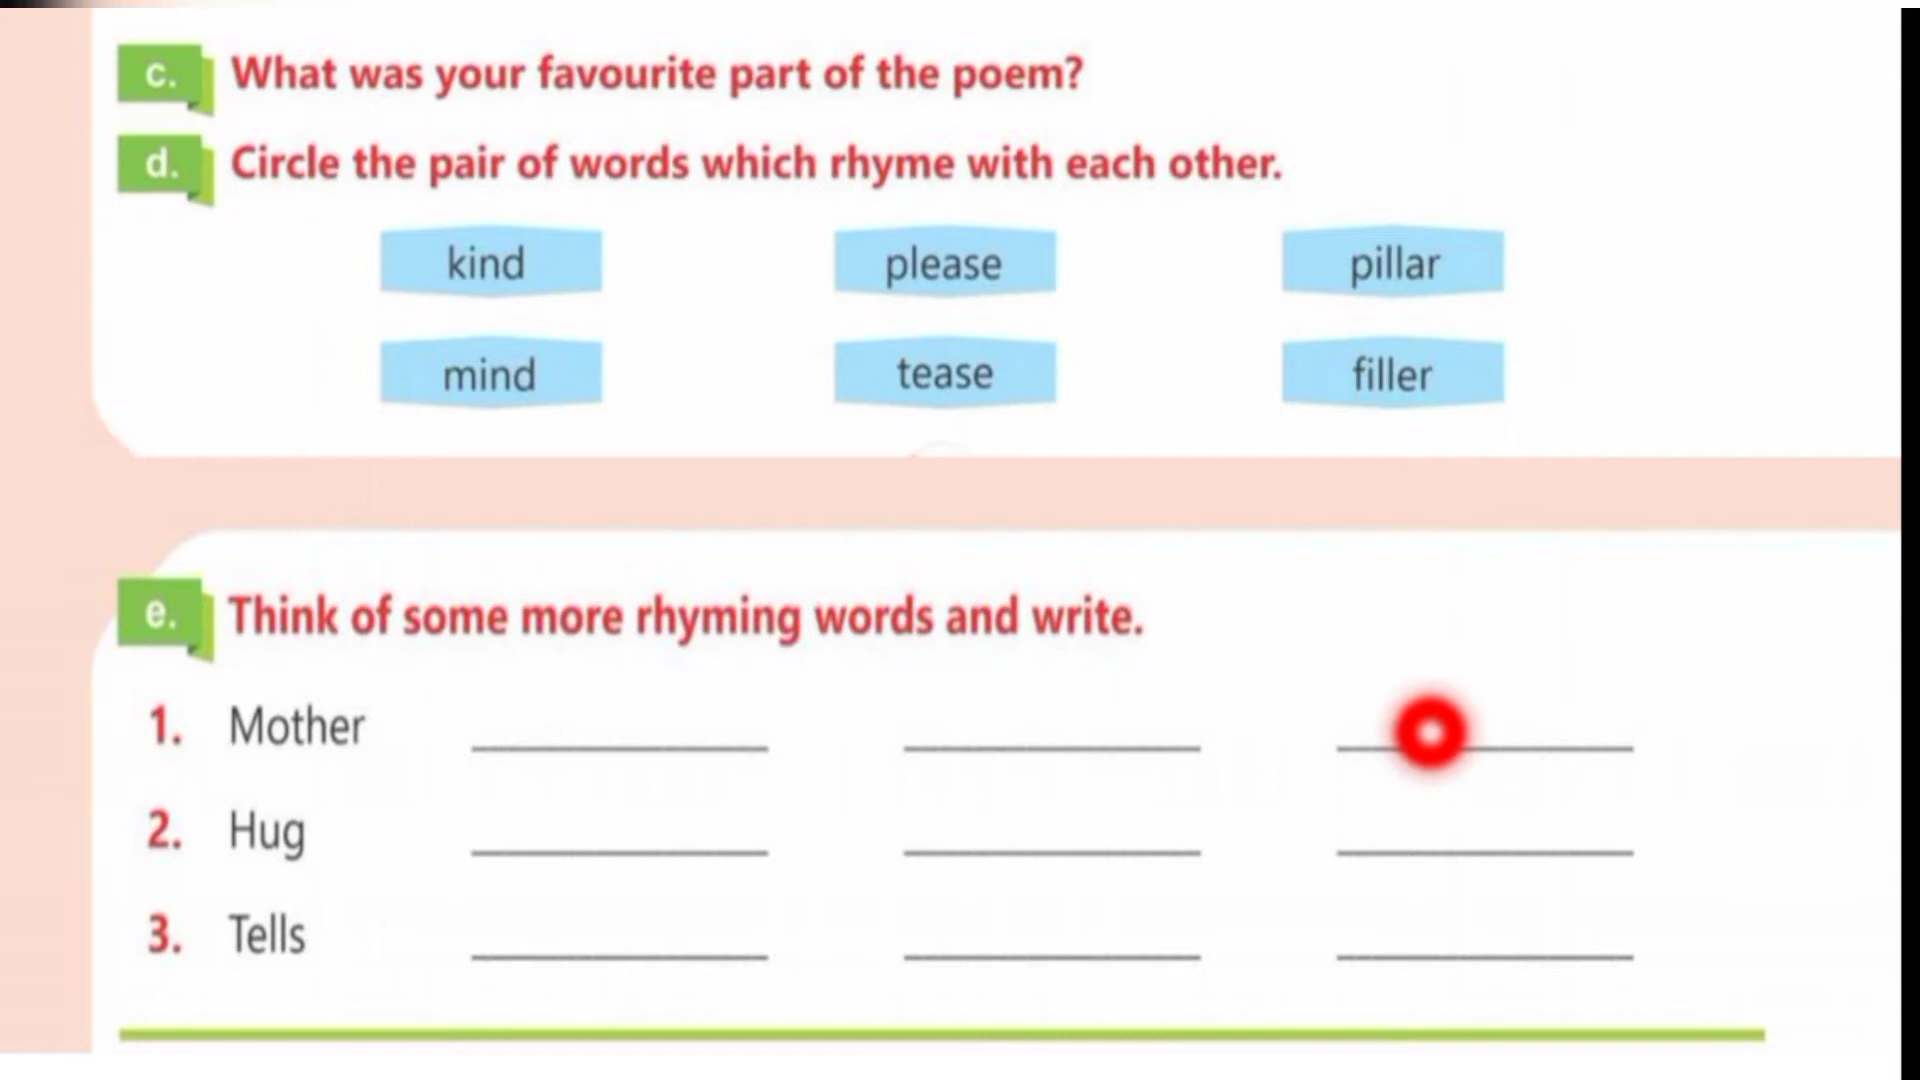 c. What was your favourite part of the poem?
d. Circle the pair of words which rhyme with each other.
kind please pillar
mind tease filler
e. Think of some more rhyming words and write.
1. Mother
2. Hug
3. Tells